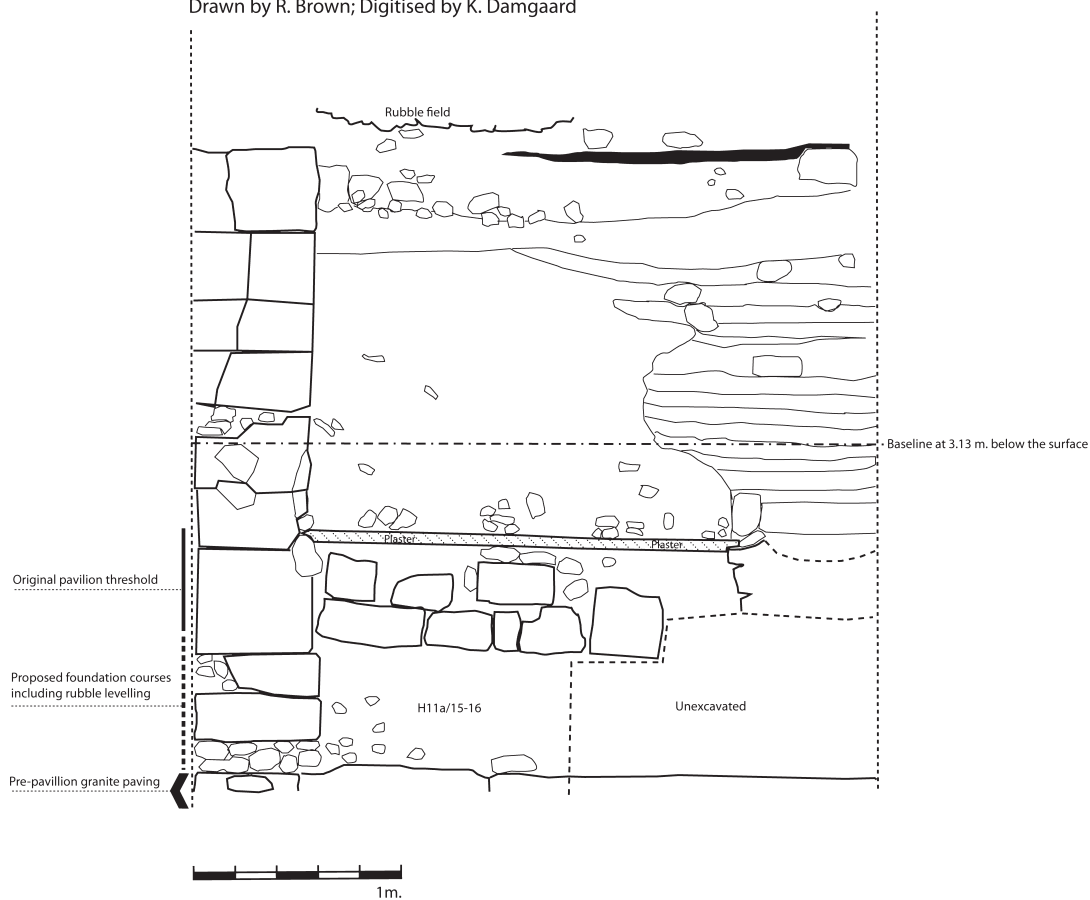 Drawn by R. Brown; Digitised by K. Damgaard
Rubble field
Baseline at 3.13 m. below the surface
Plaster
Plaster
Original pavilion threshold
Proposed foundation courses
including rubble levelling
H11a/15-16
Unexcavated
Pre-pavillion granite paving
1m.